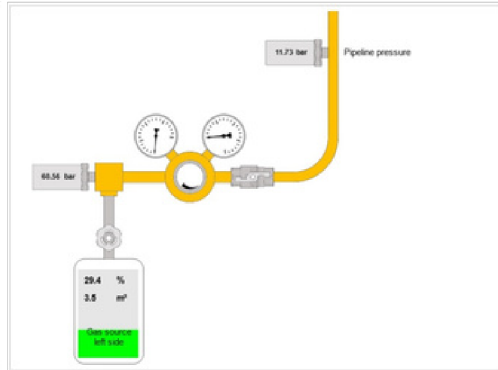 11.73 bar
Pipeline pressure
68.56 bar
29.4 %
3.5 m³
Gas source
left side